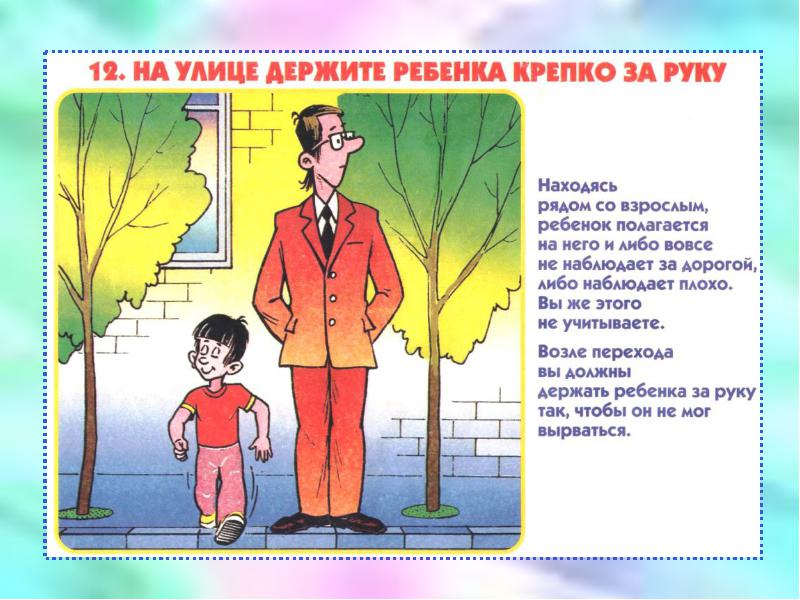 12. НА УЛИЦЕ ДЕРЖИТЕ РЕБЕНКА КРЕПКО ЗА РУКУ
Находясь
рядом со взрослым,
ребенок полагается
на него и либо вовсе
не наблюдает за дорогой,
либо наблюдает плохо.
Вы же этого
не учитываете.
Возле перехода
вы должны
держать ребенка за руку
так, чтобы он не мог
вырваться.